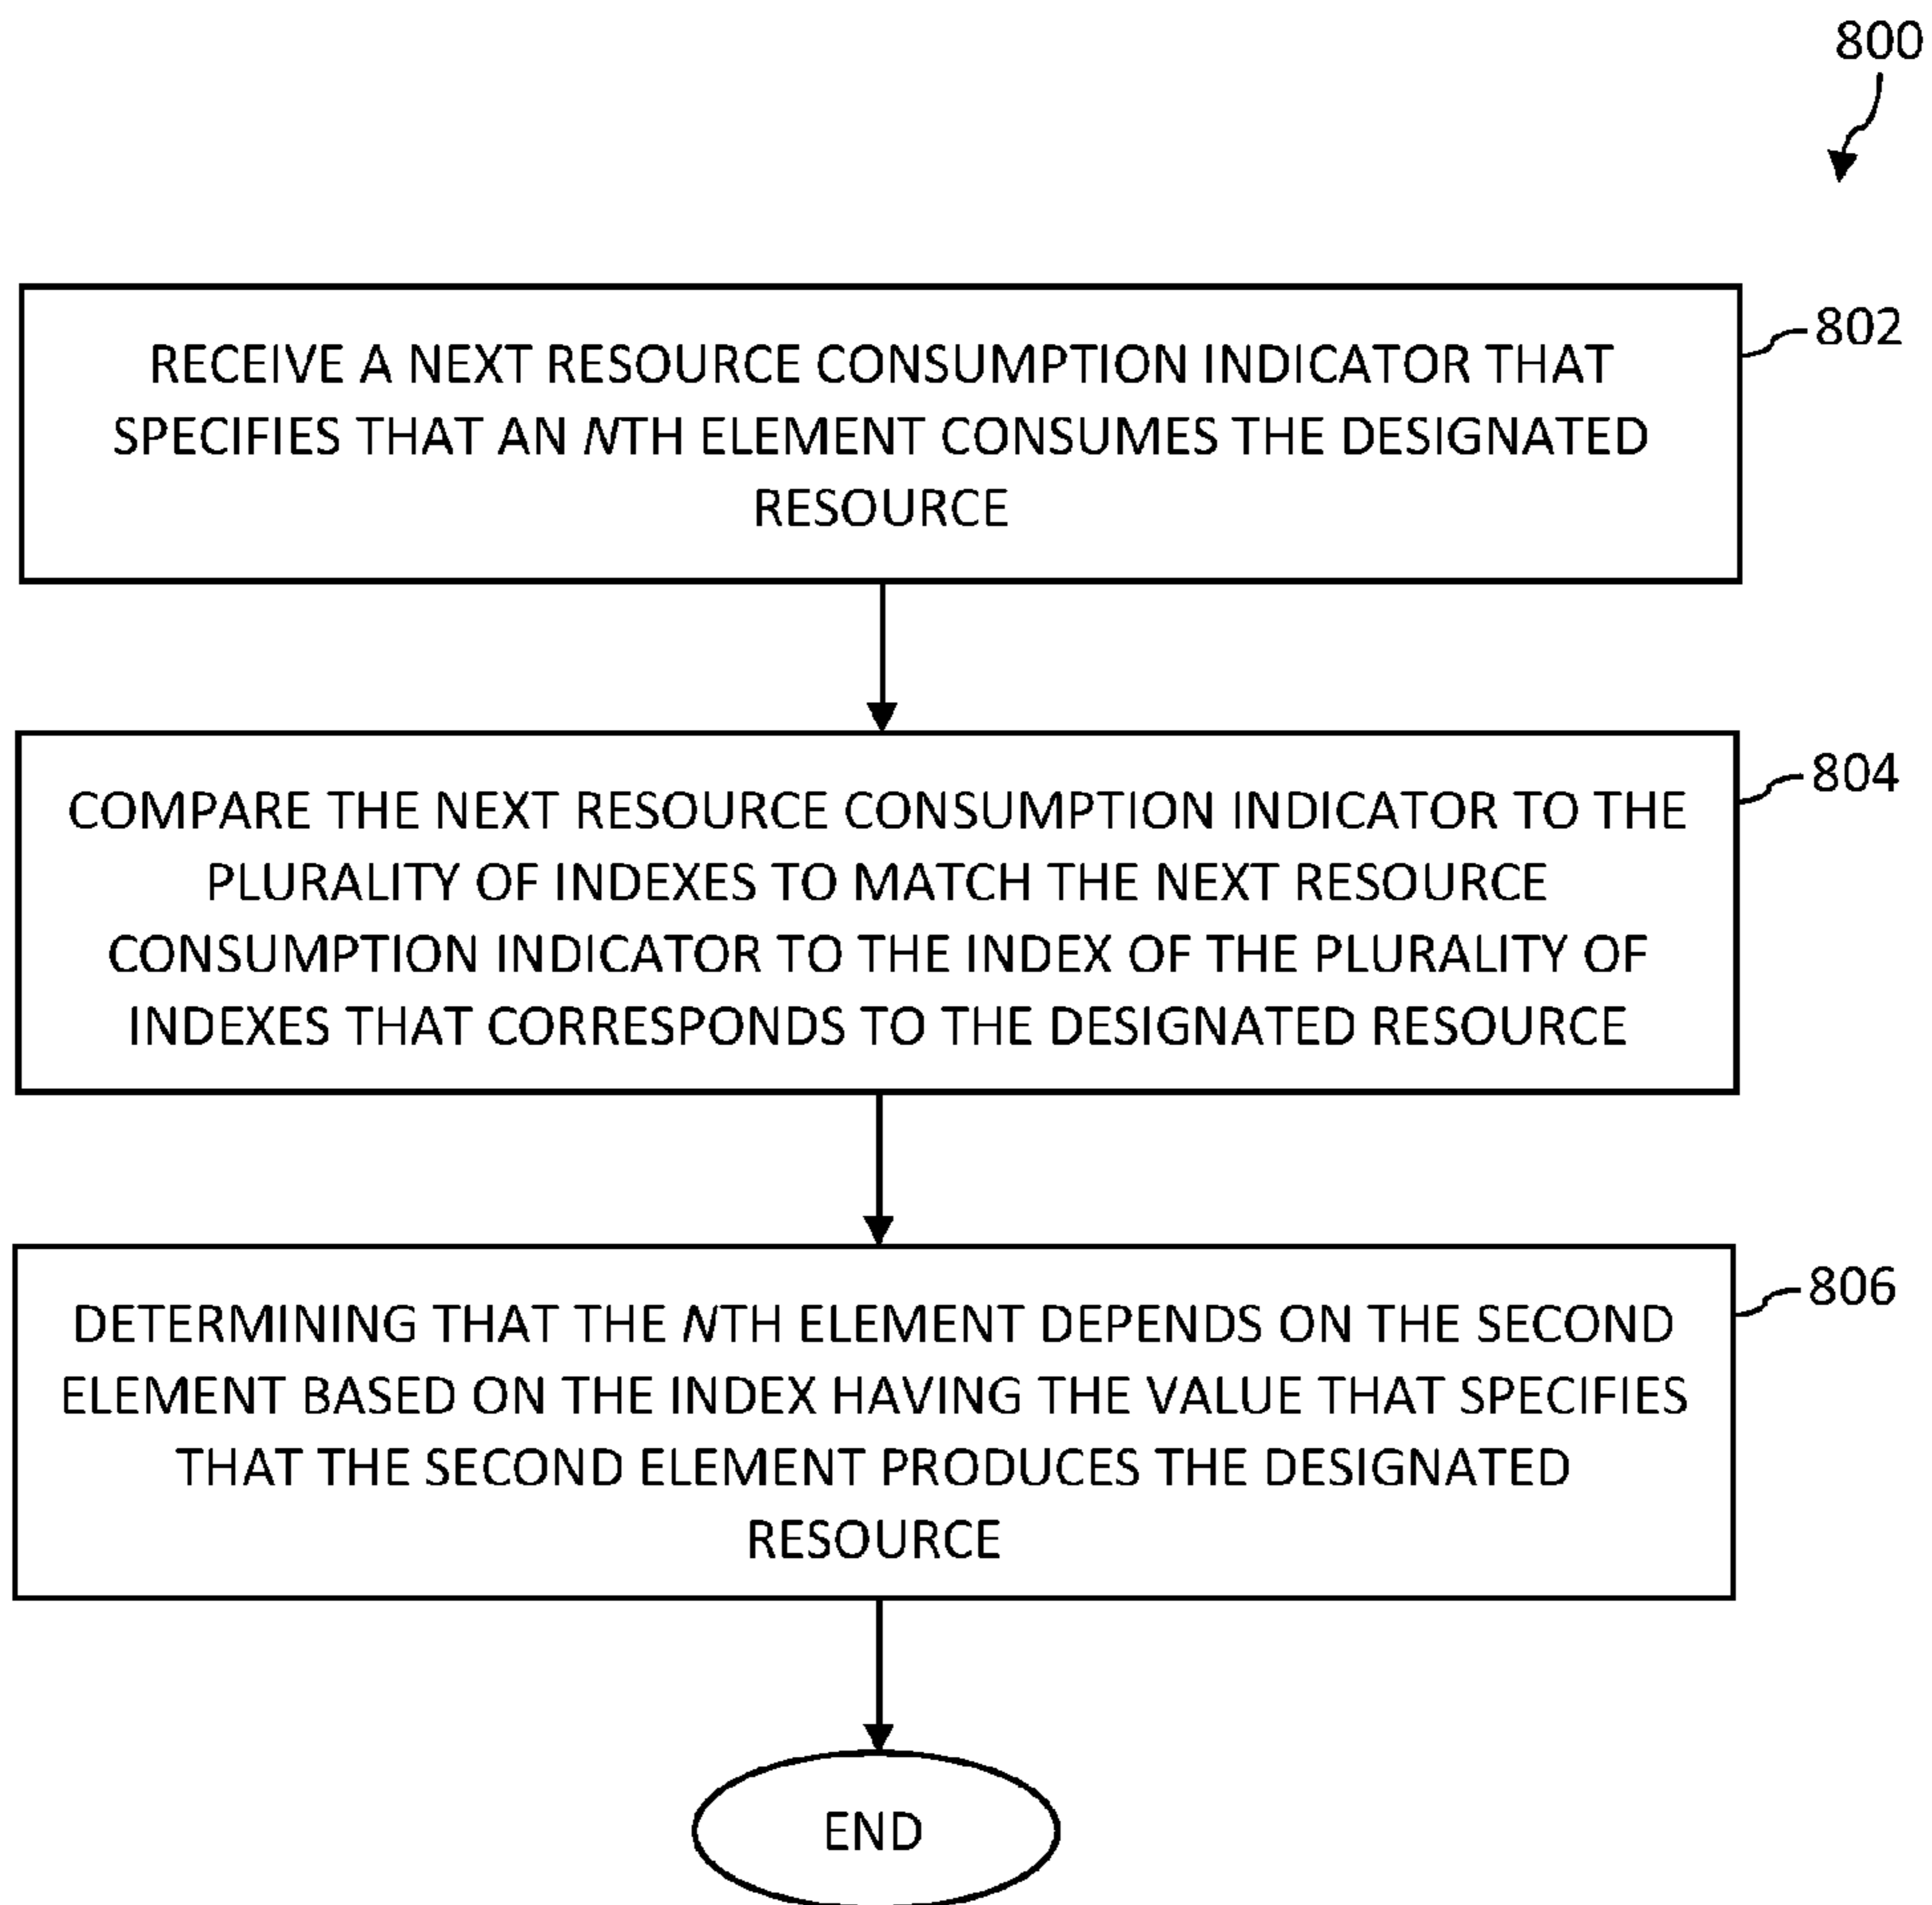 800
RECEIVE A NEXT RESOURCE CONSUMPTION INDICATOR THAT
SPECIFIES THAT AN NTH ELEMENT CONSUMES THE DESIGNATED
RESOURCE
802
COMPARE THE NEXT RESOURCE CONSUMPTION INDICATOR TO THE
PLURALITY OF INDEXES TO MATCH THE NEXT RESOURCE
CONSUMPTION INDICATOR TO THE INDEX OF THE PLURALITY OF
INDEXES THAT CORRESPONDS TO THE DESIGNATED RESOURCE
804
DETERMINING THAT THE NTH ELEMENT DEPENDS ON THE SECOND
ELEMENT BASED ON THE INDEX HAVING THE VALUE THAT SPECIFIES
THAT THE SECOND ELEMENT PRODUCES THE DESIGNATED
RESOURCE
806
END